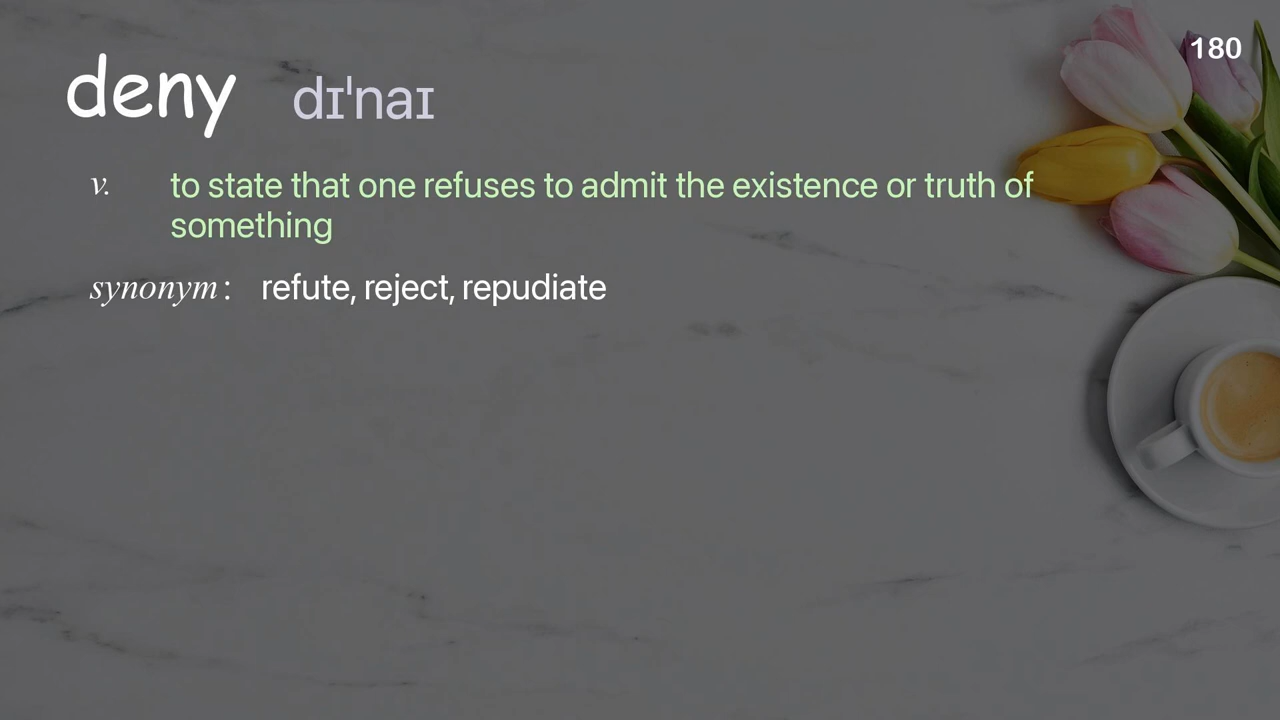 180
deny dɪˈnaɪ
v. to state that one refuses to admit the existence or truth of
something
synonym : refute, reject, repudiate